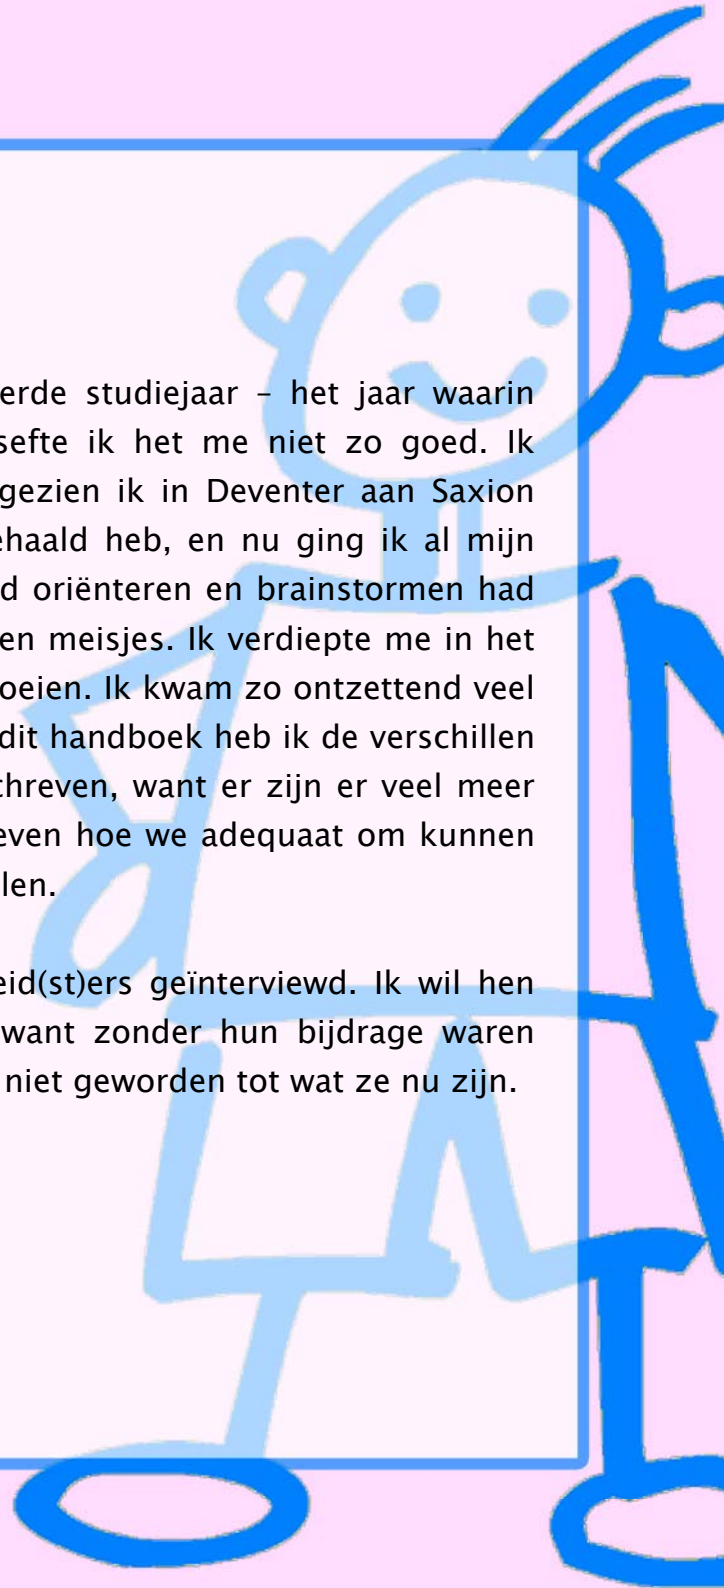 erde studiejaar – het jaar waarin
sefte ik het me niet zo goed. Ik
gezien ik in Deventer aan Saxion
ehaald heb, en nu ging ik al mijn
d oriënteren en brainstormen had
en meisjes. Ik verdiepte me in het
oeien. Ik kwam zo ontzettend veel
dit handboek heb ik de verschillen
chreven, want er zijn er veel meer
even hoe we adequaat om kunnen
len.
eid(st)ers geïnterviewd. Ik wil hen
want zonder hun bijdrage waren
niet geworden tot wat ze nu zijn.